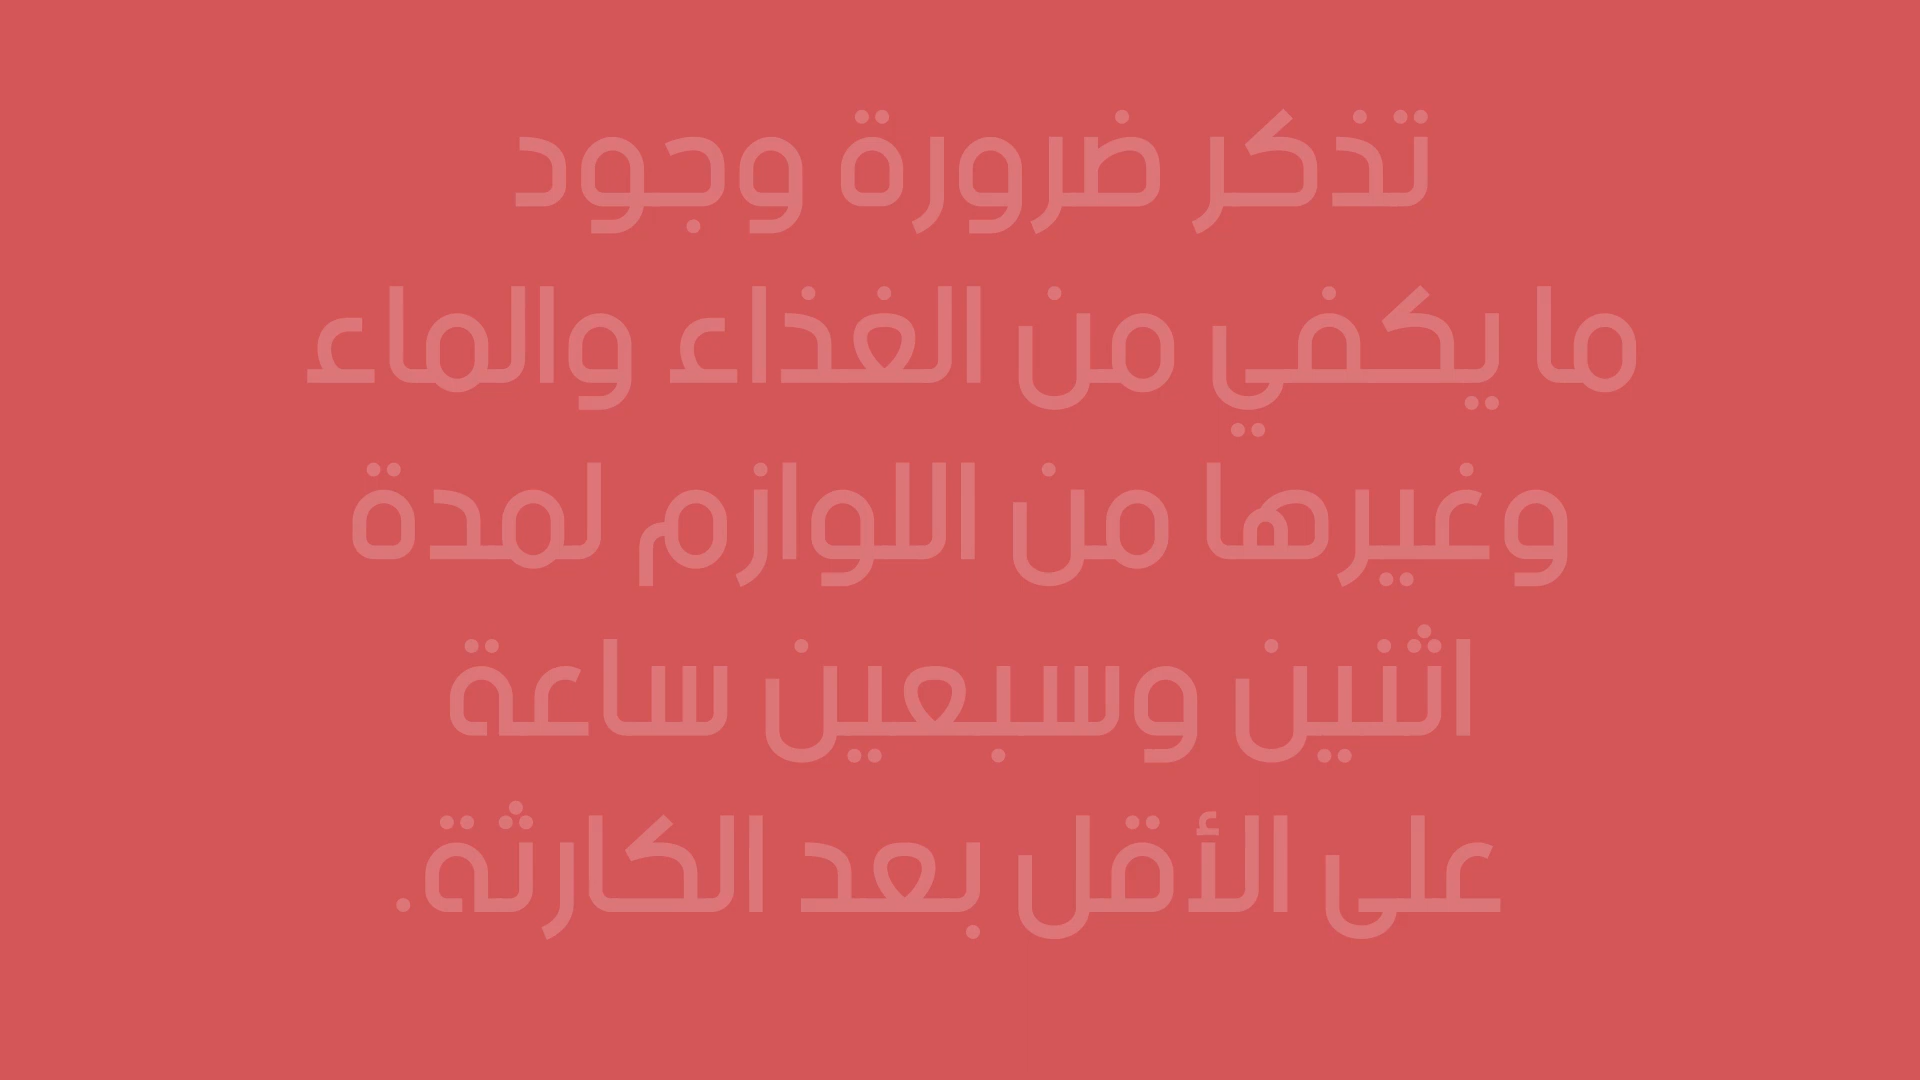 تذكر ضرورة وجود
ما يكفي من الغذاء والماء
وغيرها من اللوازم لمدة
اثنين وسبعين ساعة
على الأقل بعد الكارثة.